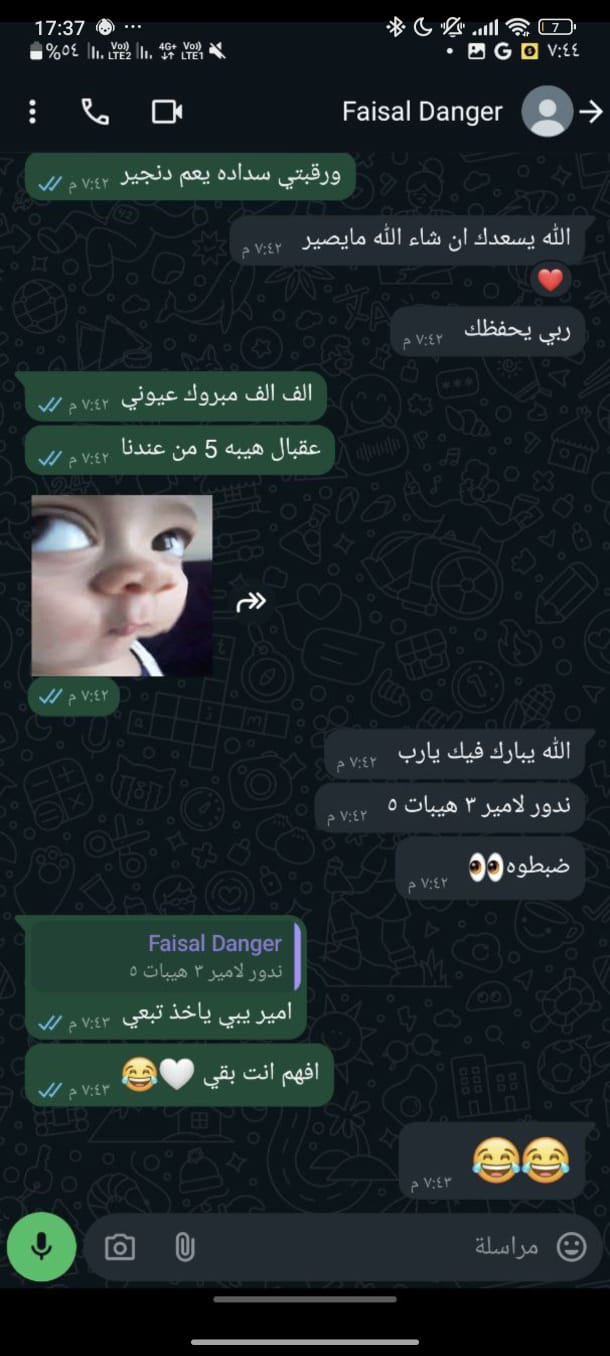 17:37
7
%٥٤ Vo) LTE2 4G+ Vo) LTE1
٧:٤٤
Faisal Danger
ورقبتي سداده يعم دنجير ٧:٤٢ م
الله يسعدك ان شاء الله مايصير ٧:٤٢ م
ربي يحفظك ٧:٤٢ م
الف الف مبروك عيوني ٧:٤٢ م
عقبال هيبه 5 من عندنا ٧:٤٢ م
٧:٤٢ م
الله يبارك فيك يارب ٧:٤٢ م
ندور لامير ٣ هيبات ٥ ٧:٤٢ م
ضبطوه👀 ٧:٤٢ م
Faisal Danger
ندور لامير ٣ هيبات ٥
امير يبي ياخذ تبعي ٧:٤٣ م
افهم انت بقي 🤍😂 ٧:٤٣ م
😂😂 ٧:٤٣ م
مراسلة